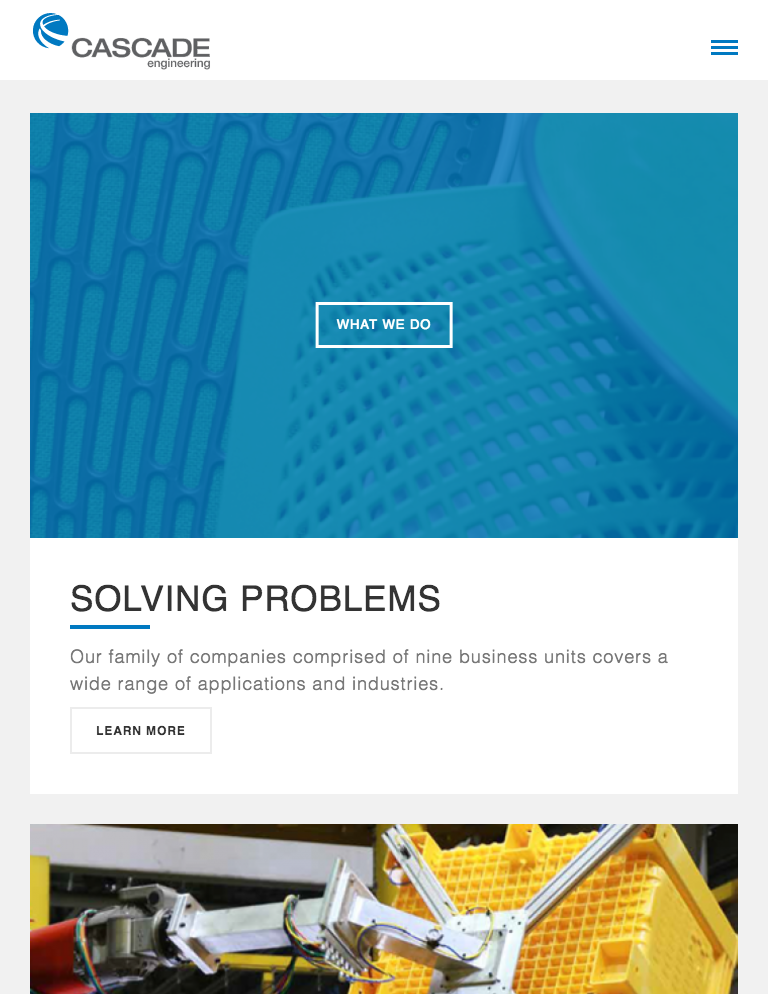 CASCADE
engineering
WHAT WE DO
SOLVING PROBLEMS
Our family of companies comprised of nine business units covers a
wide range of applications and industries.
LEARN MORE